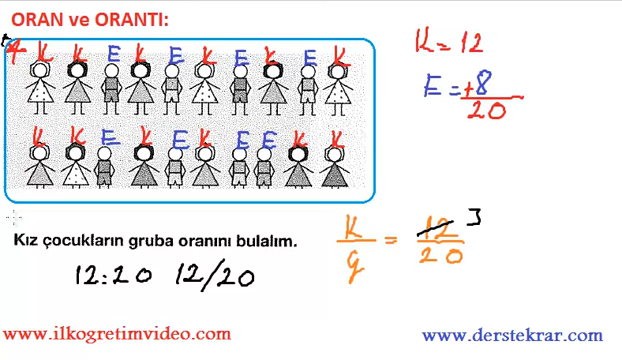 ORAN ve ORANTI:
4
K K E K E K E K E K
K K E K E K E E K K
K = 12
E = +8
20
Kız çocukların gruba oranını bulalım.
12:20 12/20
K/g = 12/20 3
www.ilkogretimvideo.com
www.derstekrar.com